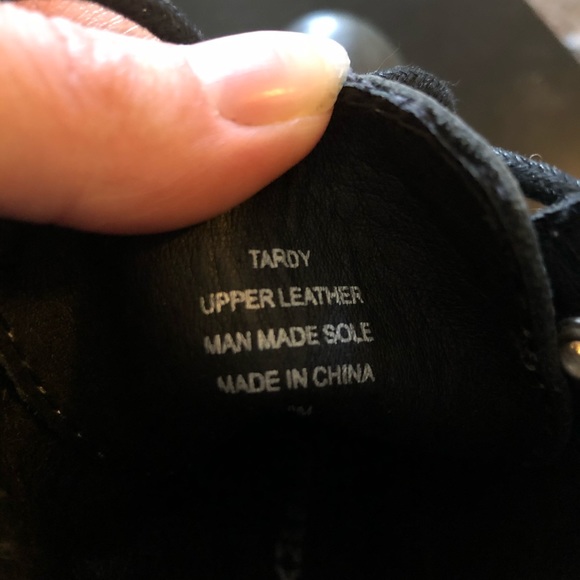 TARDY
UPPER LEATHER
MAN MADE SOLE
MADE IN CHINA